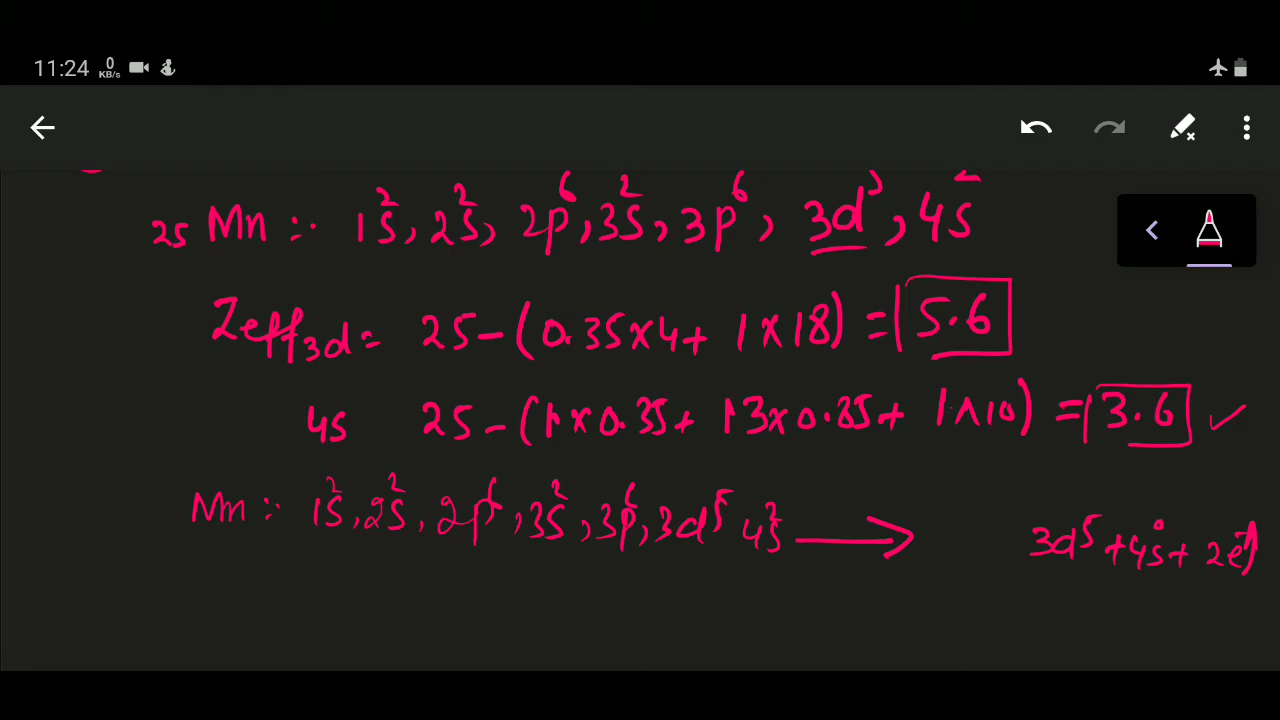 11:24 0 KB/s
25 Mn :- 1s², 2s², 2p⁶, 3s², 3p⁶, 3d⁵, 4s²
Zeff3d = 25 - (0.35×4 + 1×18) = 5.6
4s 25 - (1×0.35 + 13×0.85 + 1×10) = 3.6 ✓
Mn :- 1s², 2s², 2p⁶, 3s², 3p⁶, 3d⁵ 4s² ⟶ 3d⁵ + 4s⁰ + 2e⁻↑